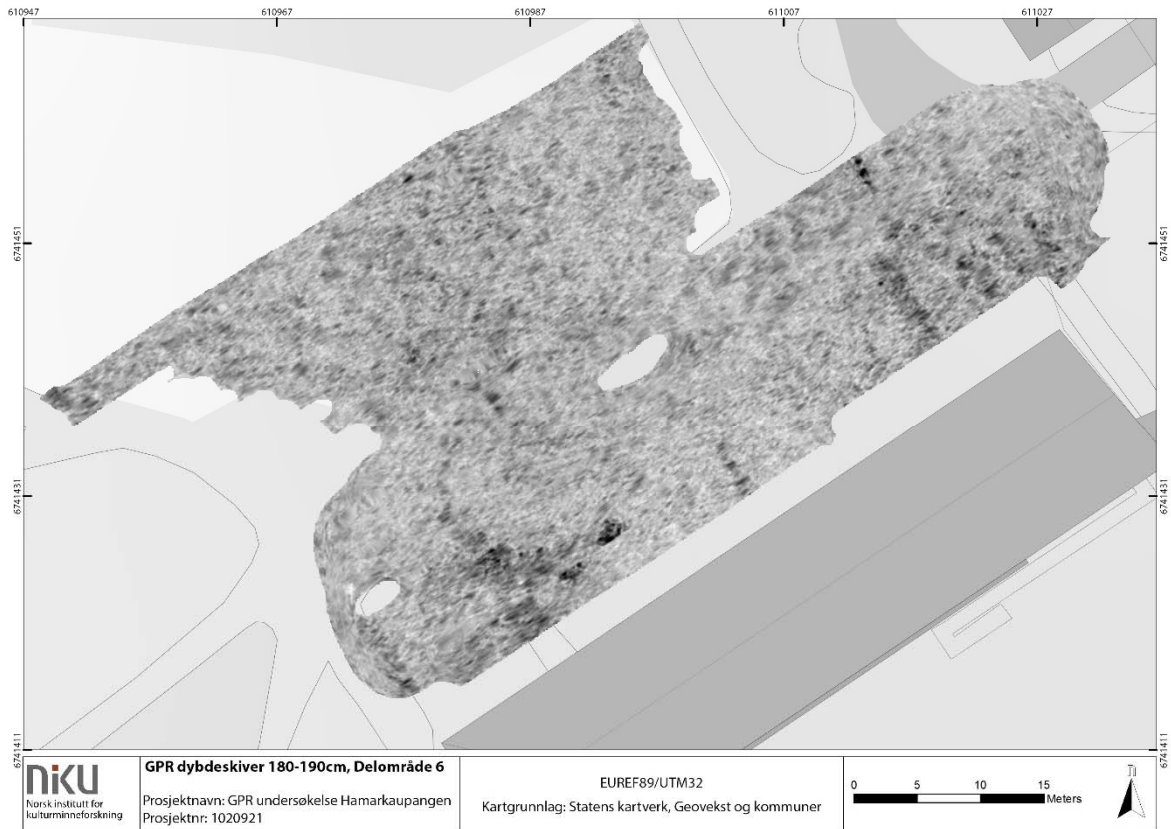 610947
610967
610987
611007
611027
6741451
6741451
6741431
6741431
6741411
6741411
NIKU
Norsk institutt for
kulturminneforskning
GPR dybdeskiver 180-190cm, Delområde 6
Prosjektnavn: GPR undersøkelse Hamarkaupangen
Prosjektnr: 1020921
EUREF89/UTM32
Kartgrunnlag: Statens kartverk, Geovekst og kommuner
0 5 10 15
Meters